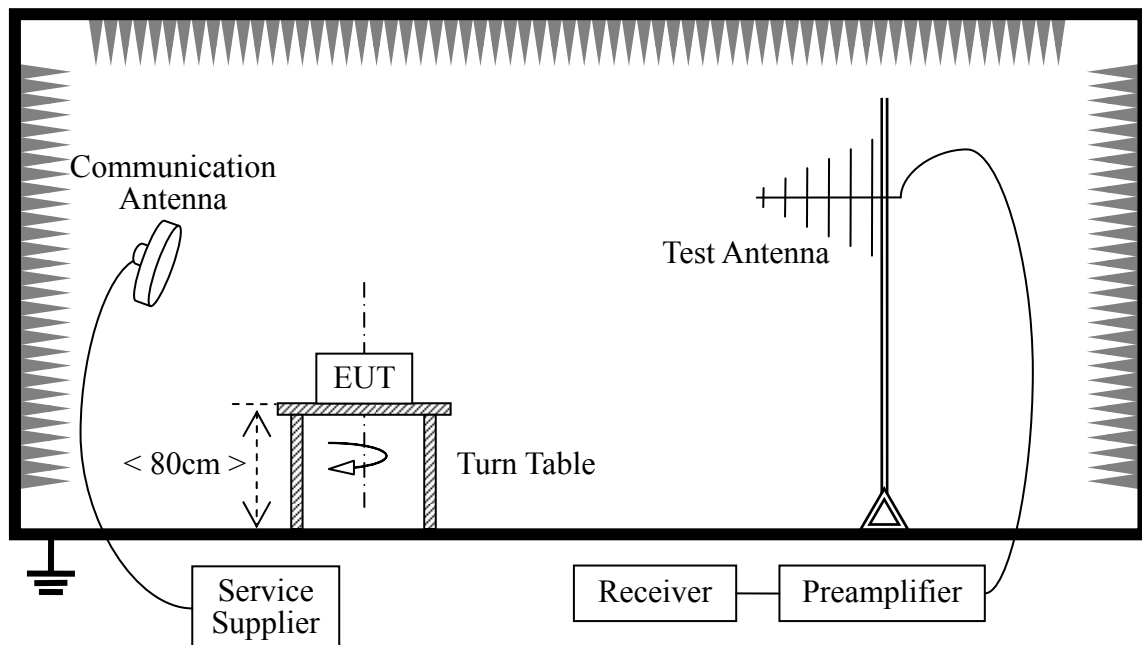 Communication
Antenna
Test Antenna
EUT
< 80cm >
Turn Table
Service
Supplier
Receiver
Preamplifier